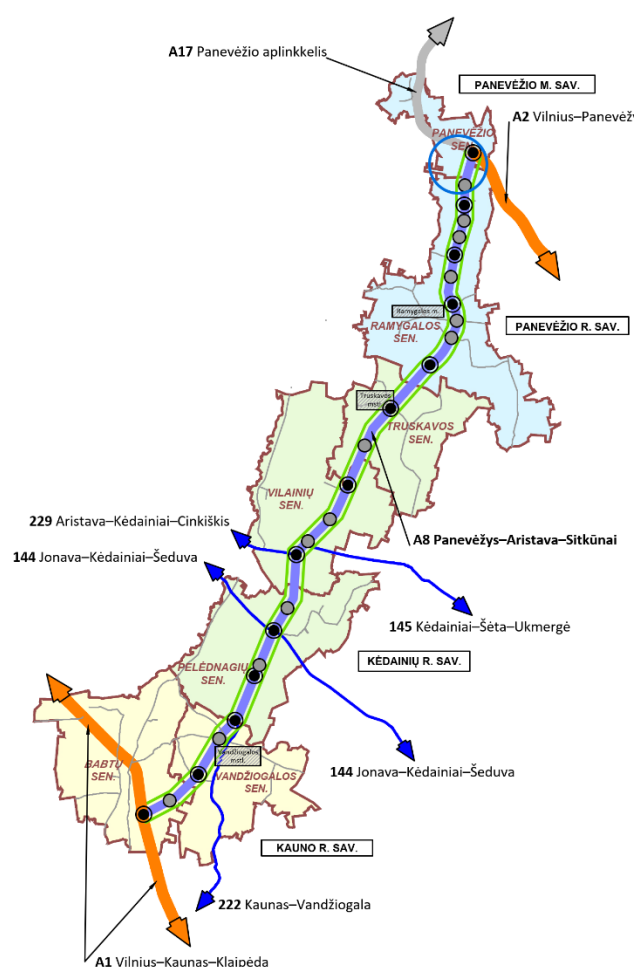 A17 Panevėžio aplinkkelis
PANEVĖŽIO M. SAV.
A2 Vilnius–Panevėžy
PANEVĖŽIO
SEN.
Ramygalos m.
RAMYGALOS
SEN.
PANEVĖŽIO R. SAV.
Truskavos
mstl.
TRUSKAVOS
SEN.
VILAINIŲ
SEN.
229 Aristava–Kėdainiai–Cinkiškis
A8 Panevėžys–Aristava–Sitkūnai
144 Jonava–Kėdainiai–Šeduva
145 Kėdainiai–Šėta–Ukmergė
PELĖDNAGIŲ
SEN.
KĖDAINIŲ R. SAV.
BABTŲ
SEN.
Vandžiogalos
mstl.
VANDŽIOGALOS
SEN.
144 Jonava–Kėdainiai–Šeduva
KAUNO R. SAV.
222 Kaunas–Vandžiogala
A1 Vilnius–Kaunas–Klaipėda